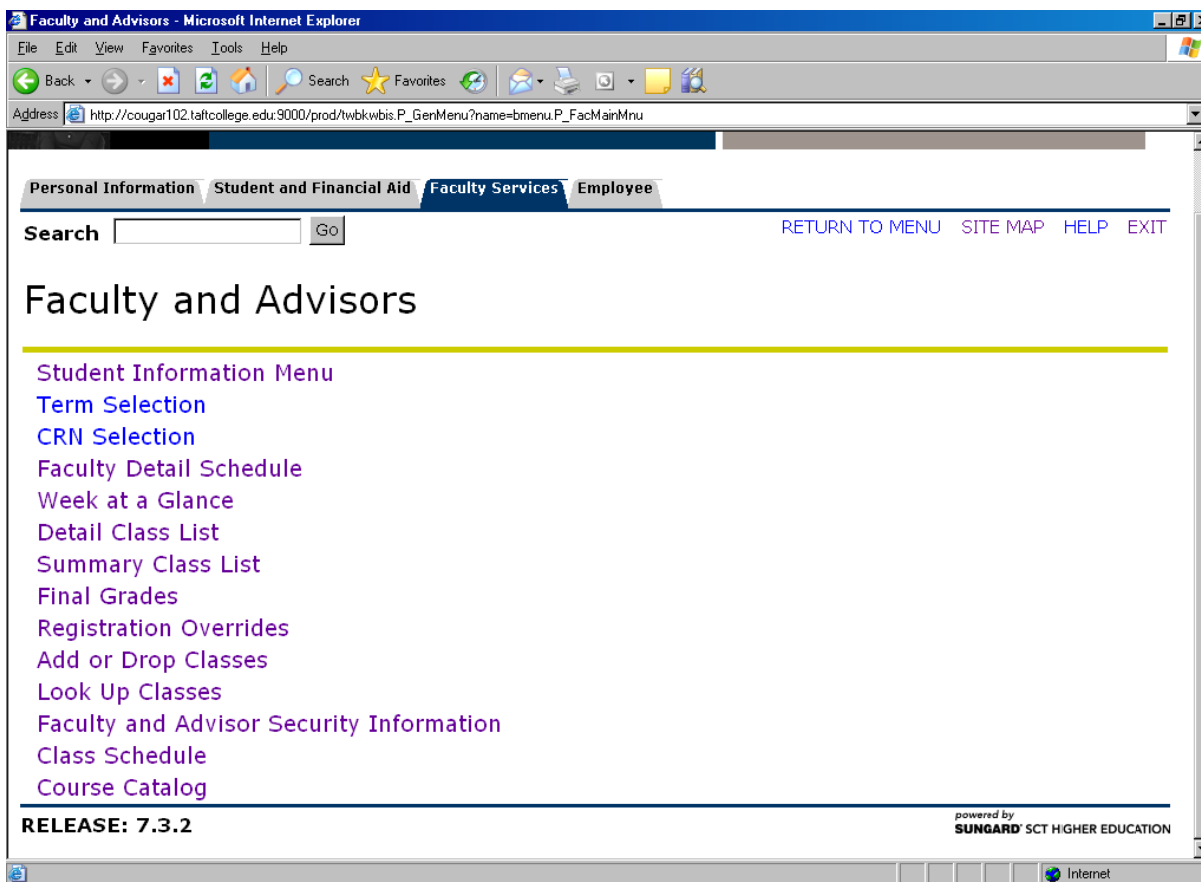 Faculty and Advisors - Microsoft Internet Explorer
File Edit View Favorites Tools Help
Back Search Favorites
Address http://cougar102.taftcollege.edu:9000/prod/twbkwbis.P_GenMenu?name=bmenu.P_FacMainMnu
Personal Information Student and Financial Aid Faculty Services Employee
Search Go RETURN TO MENU SITE MAP HELP EXIT
Faculty and Advisors
Student Information Menu
Term Selection
CRN Selection
Faculty Detail Schedule
Week at a Glance
Detail Class List
Summary Class List
Final Grades
Registration Overrides
Add or Drop Classes
Look Up Classes
Faculty and Advisor Security Information
Class Schedule
Course Catalog
RELEASE: 7.3.2 powered by
SUNGARD' SCT HIGHER EDUCATION
Internet